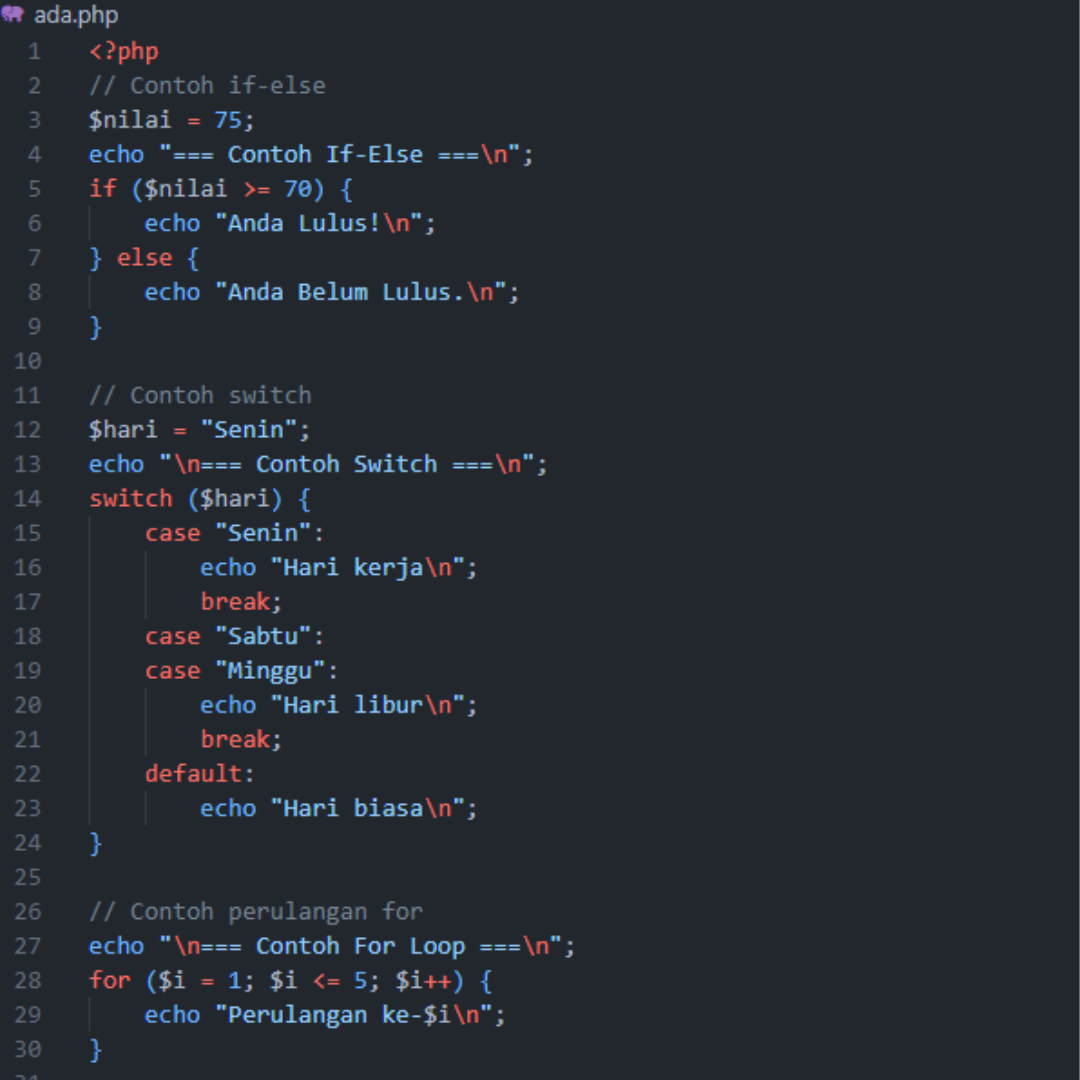 ada.php
1 <?php
2 // Contoh if-else
3 $nilai = 75;
4 echo "=== Contoh If-Else ===\n";
5 if ($nilai >= 70) {
6     echo "Anda Lulus!\n";
7 } else {
8     echo "Anda Belum Lulus.\n";
9 }
10
11 // Contoh switch
12 $hari = "Senin";
13 echo "\n=== Contoh Switch ===\n";
14 switch ($hari) {
15     case "Senin":
16         echo "Hari kerja\n";
17         break;
18     case "Sabtu":
19     case "Minggu":
20         echo "Hari libur\n";
21         break;
22     default:
23         echo "Hari biasa\n";
24 }
25
26 // Contoh perulangan for
27 echo "\n=== Contoh For Loop ===\n";
28 for ($i = 1; $i <= 5; $i++) {
29     echo "Perulangan ke-$i\n";
30 }